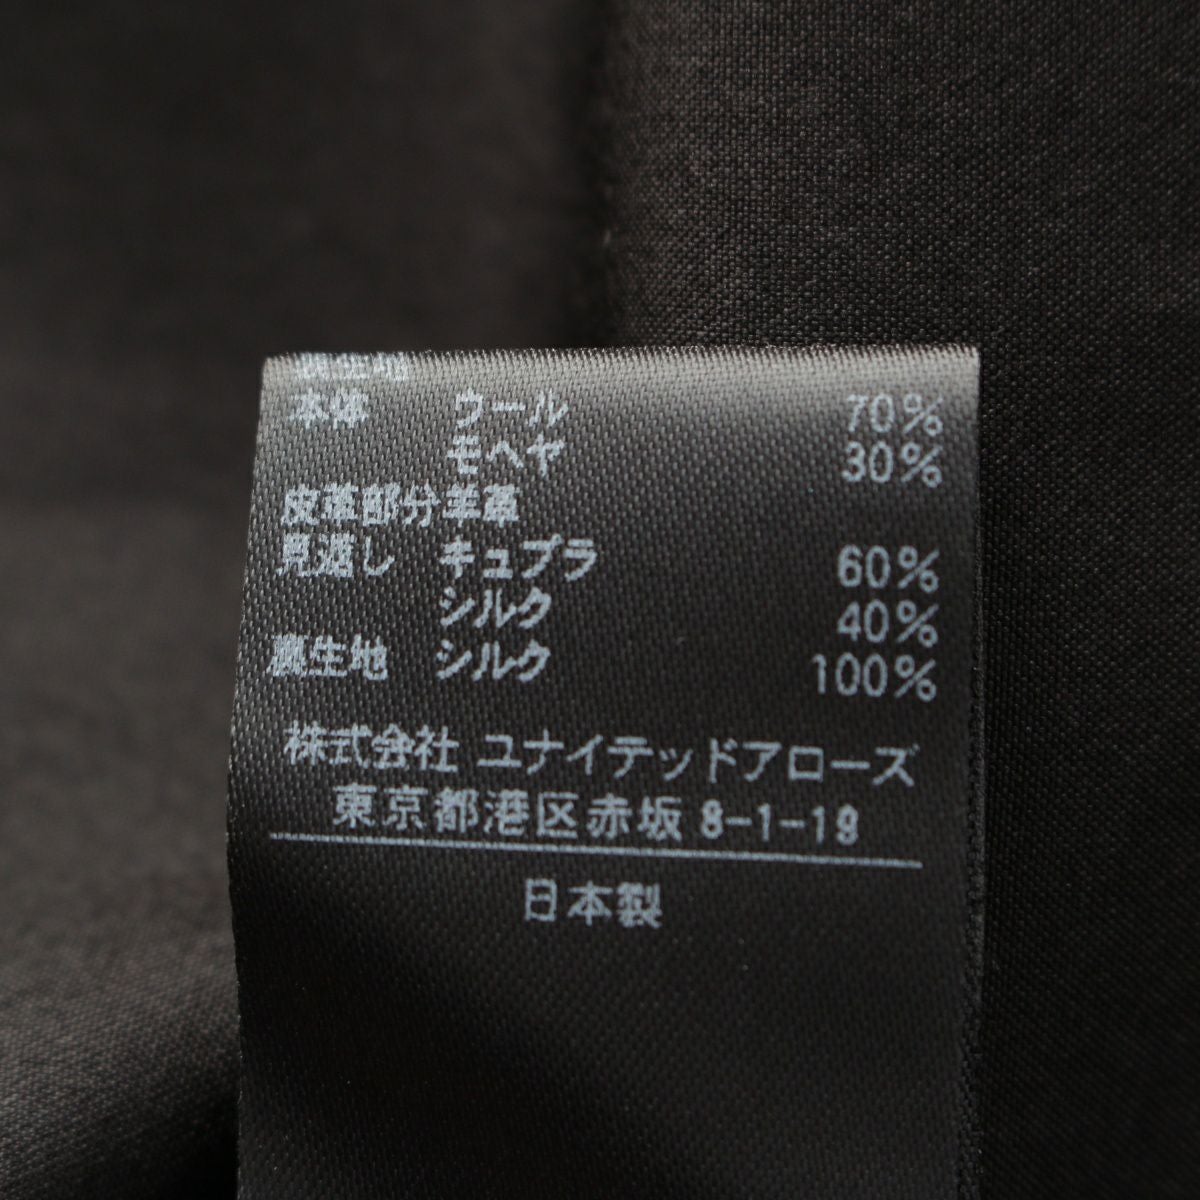 表生地
本体 ウール 70%
モヘヤ 30%
皮革部分 羊革
見返し キュプラ 60%
シルク 40%
裏生地 シルク 100%
株式会社 ユナイテッドアローズ
東京都港区赤坂 8-1-19
日本製